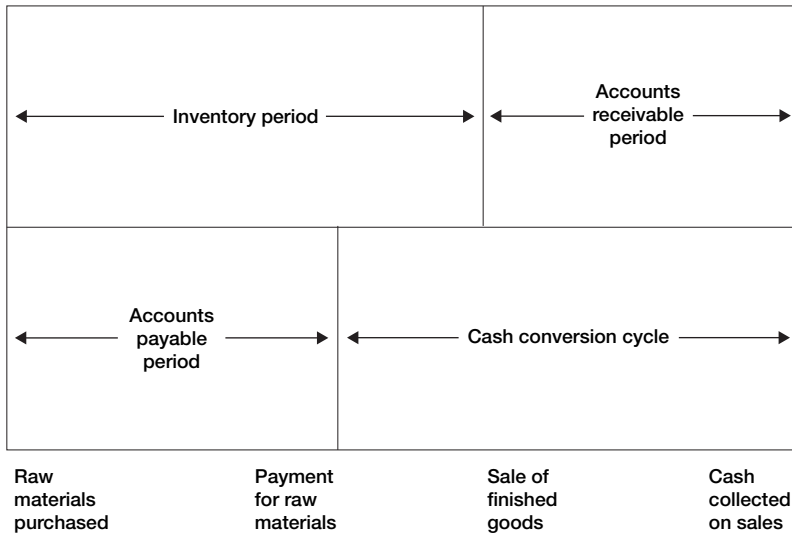 Inventory period
Accounts
receivable
period
Accounts
payable
period
Cash conversion cycle
Raw
materials
purchased
Payment
for raw
materials
Sale of
finished
goods
Cash
collected
on sales